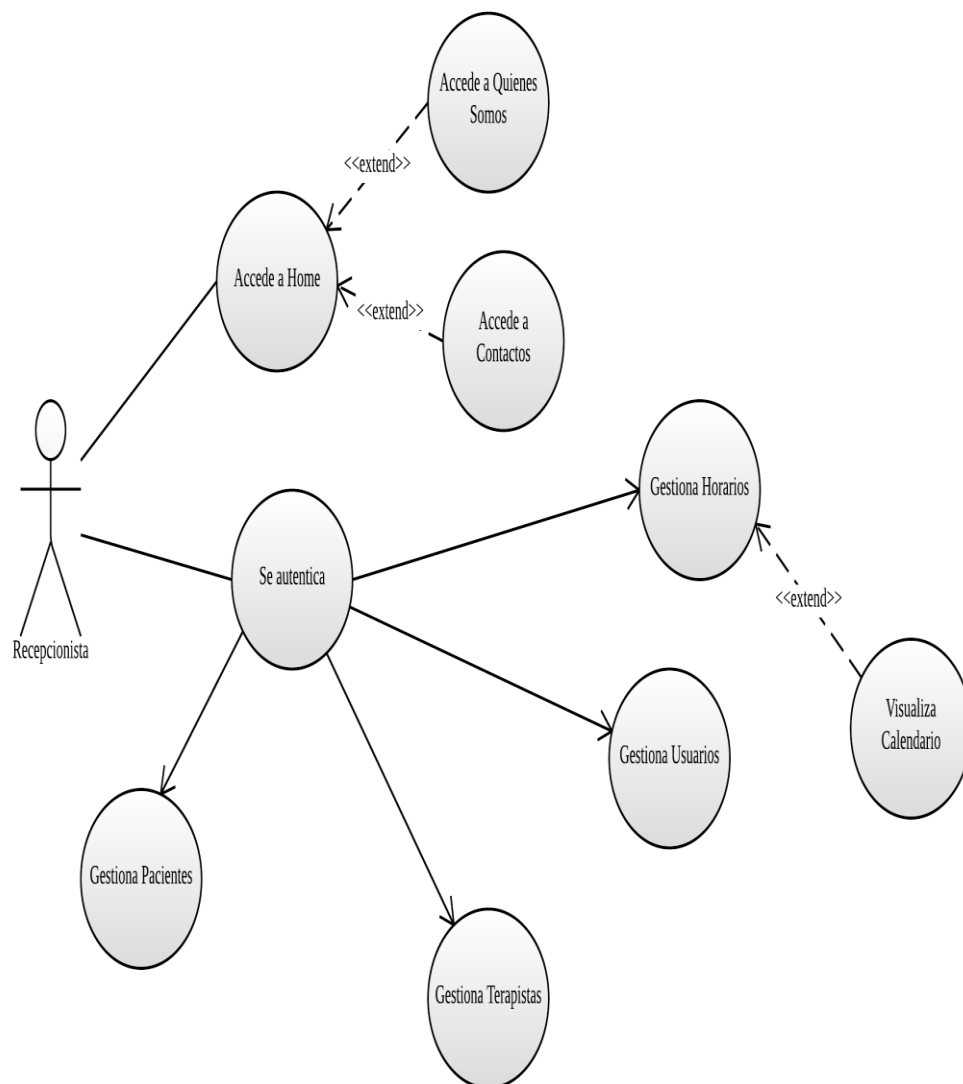 Accede a Quienes
Somos
<<extend>>
Accede a Home
<<extend>>
Accede a
Contactos
Gestiona Horarios
Se autentica
<<extend>>
Recepcionista
Visualiza
Calendario
Gestiona Usuarios
Gestiona Pacientes
Gestiona Terapistas